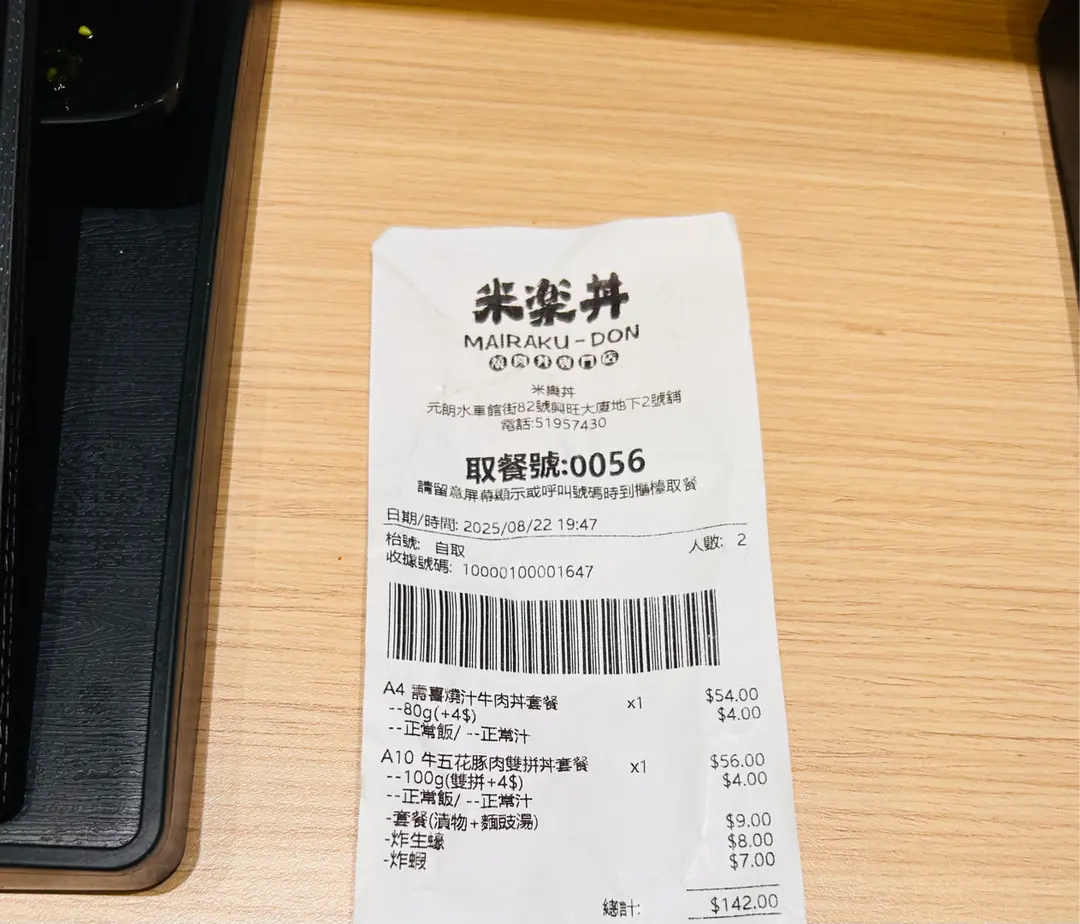 米楽丼
MAIRAKU-DON
燒肉丼專門店
米樂丼
元朗水車館街82號興旺大廈地下2號舖
電話:51957430
取餐號:0056
請留意屏幕顯示或呼叫號碼時到櫃檯取餐
日期/時間: 2025/08/22 19:47
枱號: 自取 人數: 2
收據號碼: 10000100001647
A4 壽喜燒汁牛肉丼套餐 x1 $54.00
--80g(+4$) $4.00
--正常飯/ --正常汁
A10 牛五花豚肉雙拼丼套餐 x1 $56.00
--100g(雙拼+4$) $4.00
--正常飯/ --正常汁
-套餐(漬物+麵豉湯) $9.00
-炸生蠔 $8.00
-炸蝦 $7.00
總計: $142.00